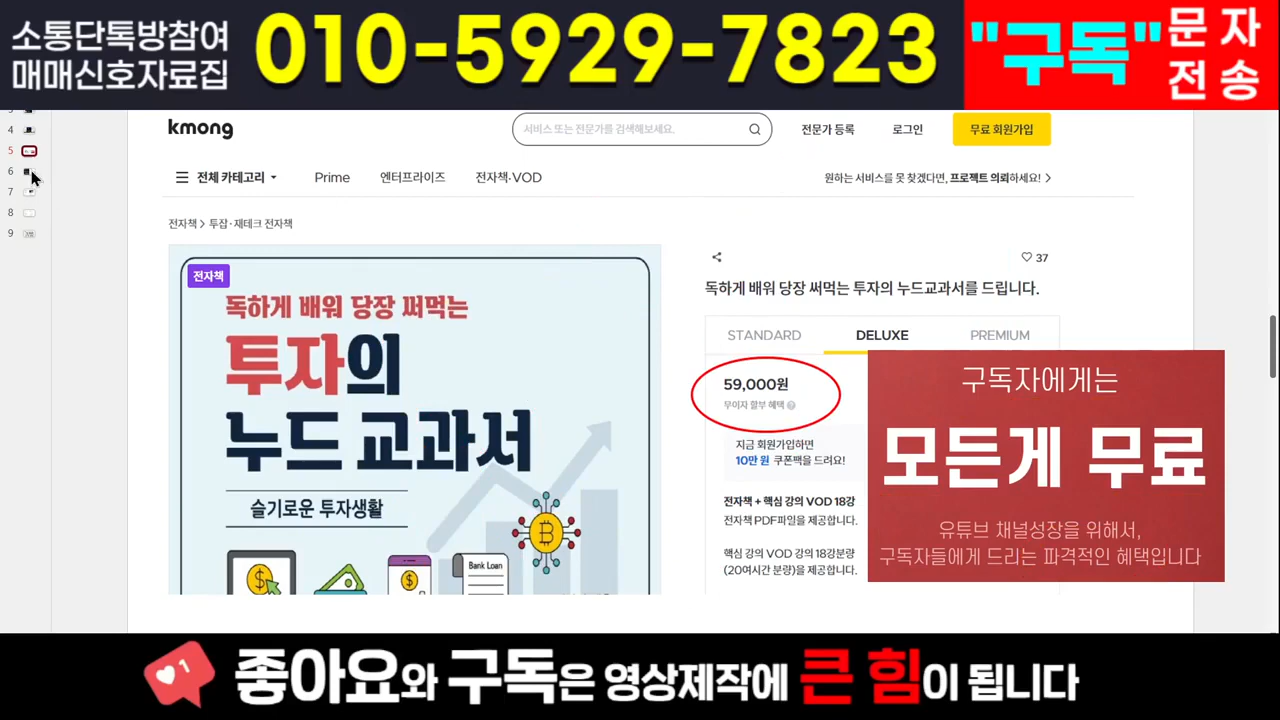 소통단톡방참여
매매신호자료집
010-5929-7823
"구독"
문 자
전 송
4
5
6
7
8
9
kmong
서비스 또는 전문가를 검색해보세요.
전문가 등록
로그인
무료 회원가입
전체 카테고리
Prime
엔터프라이즈
전자책·VOD
원하는 서비스를 못 찾겠다면, 프로젝트 의뢰하세요!
전자책 > 투잡·재테크 전자책
전자책
독하게 배워 당장 써먹는
투자의
누드 교과서
슬기로운 투자생활
Bank Loan
37
독하게 배워 당장 써먹는 투자의 누드교과서를 드립니다.
STANDARD
DELUXE
PREMIUM
59,000원
무이자 할부 혜택
지금 회원가입하면
10만 원 쿠폰팩을 드려요!
전자책 + 핵심 강의 VOD 18강
전자책 PDF파일을 제공합니다.
핵심 강의 VOD 강의 18강분량
(20여시간 분량)을 제공합니다.
구독자에게는
모든게 무료
유튜브 채널성장을 위해서,
구독자들에게 드리는 파격적인 혜택입니다
1
좋아요와 구독은 영상제작에 큰 힘이 됩니다